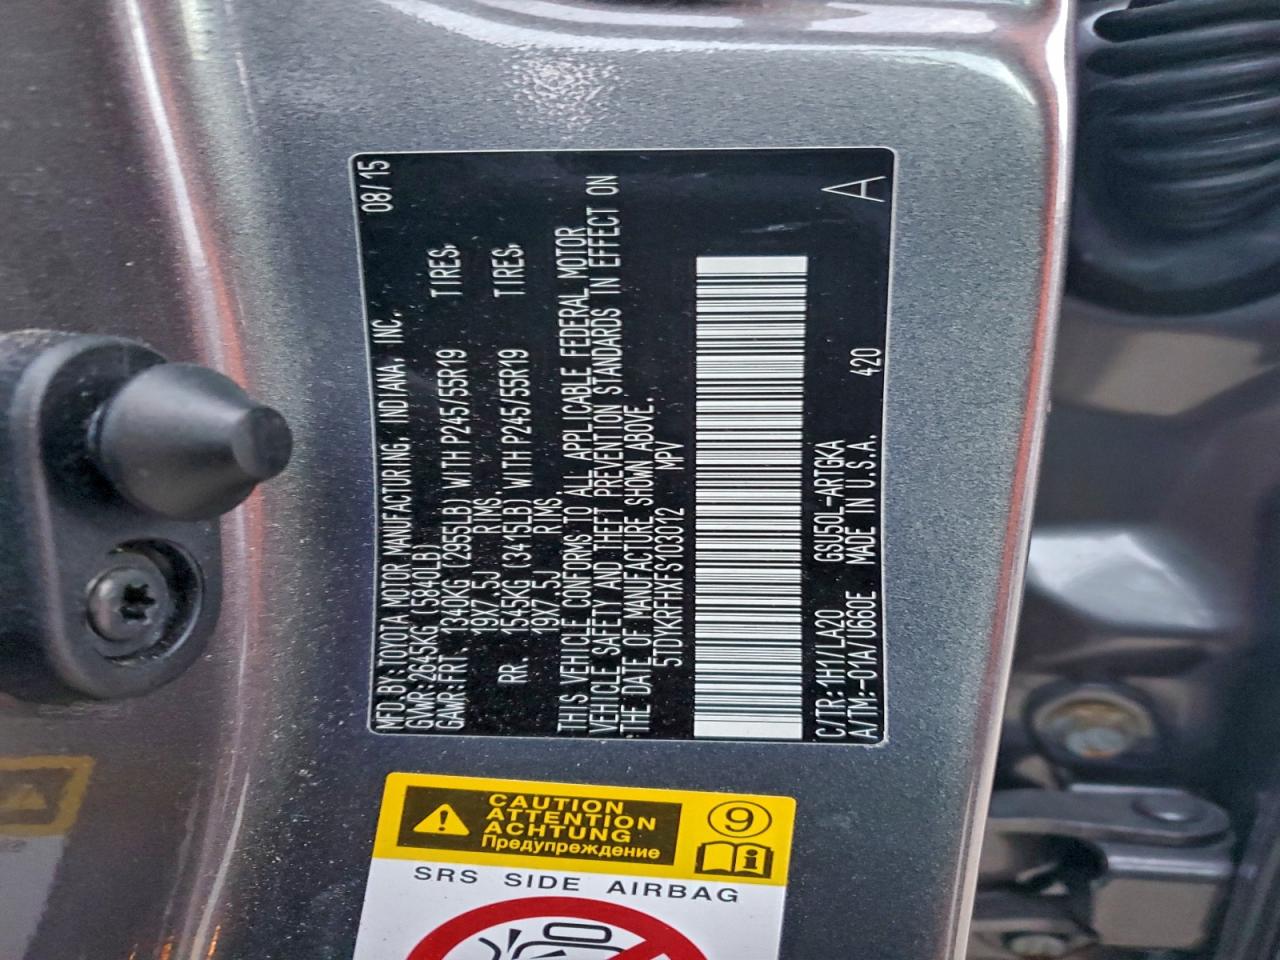 MFD.BY:TOYOTA MOTOR MANUFACTURING, INDIANA, INC. 08/15
GVWR:2645KG(5840LB)
GAWR:FRT. 1340KG (2955LB) WITH P245/55R19 TIRES,
19X7.5J RIMS,
RR. 1545KG (3415LB) WITH P245/55R19 TIRES,
19X7.5J RIMS.
THIS VEHICLE CONFORMS TO ALL APPLICABLE FEDERAL MOTOR
VEHICLE SAFETY AND THEFT PREVENTION STANDARDS IN EFFECT ON
THE DATE OF MANUFACTURE SHOWN ABOVE.
5TDYKRFHXFS103012 MPV
C/TR:1H1/LA20 GSU50L-ARTGKA 420
A/TM:-01A/U660E MADE IN U.S.A.
A
CAUTION
ATTENTION
ACHTUNG
Предупреждение
9
i
SRS SIDE AIRBAG